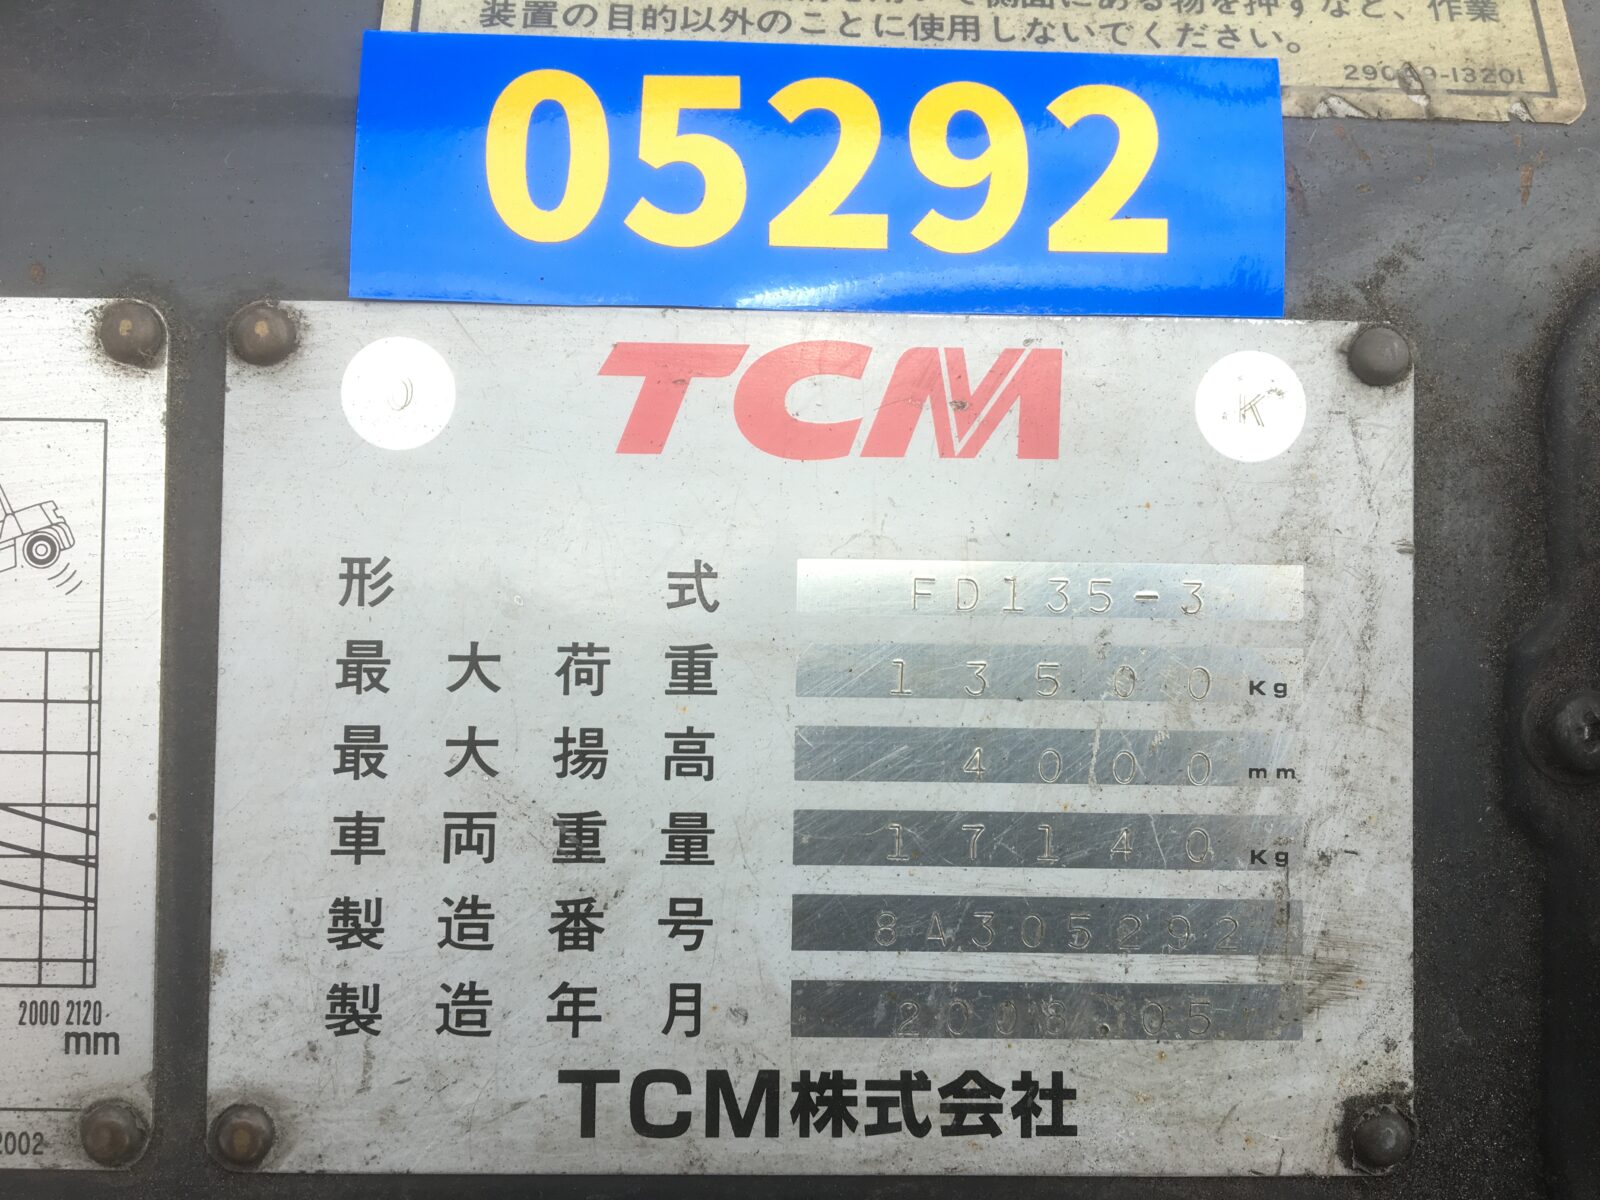 装置の目的以外のことに使用しないでください。
05292
TCM
O K
形式 FD135-3
最大荷重 13500 Kg
最大揚高 4000 mm
車両重量 17140 Kg
製造番号 8A305292
製造年月 2008.05
TCM株式会社
2000 2120
mm
2002